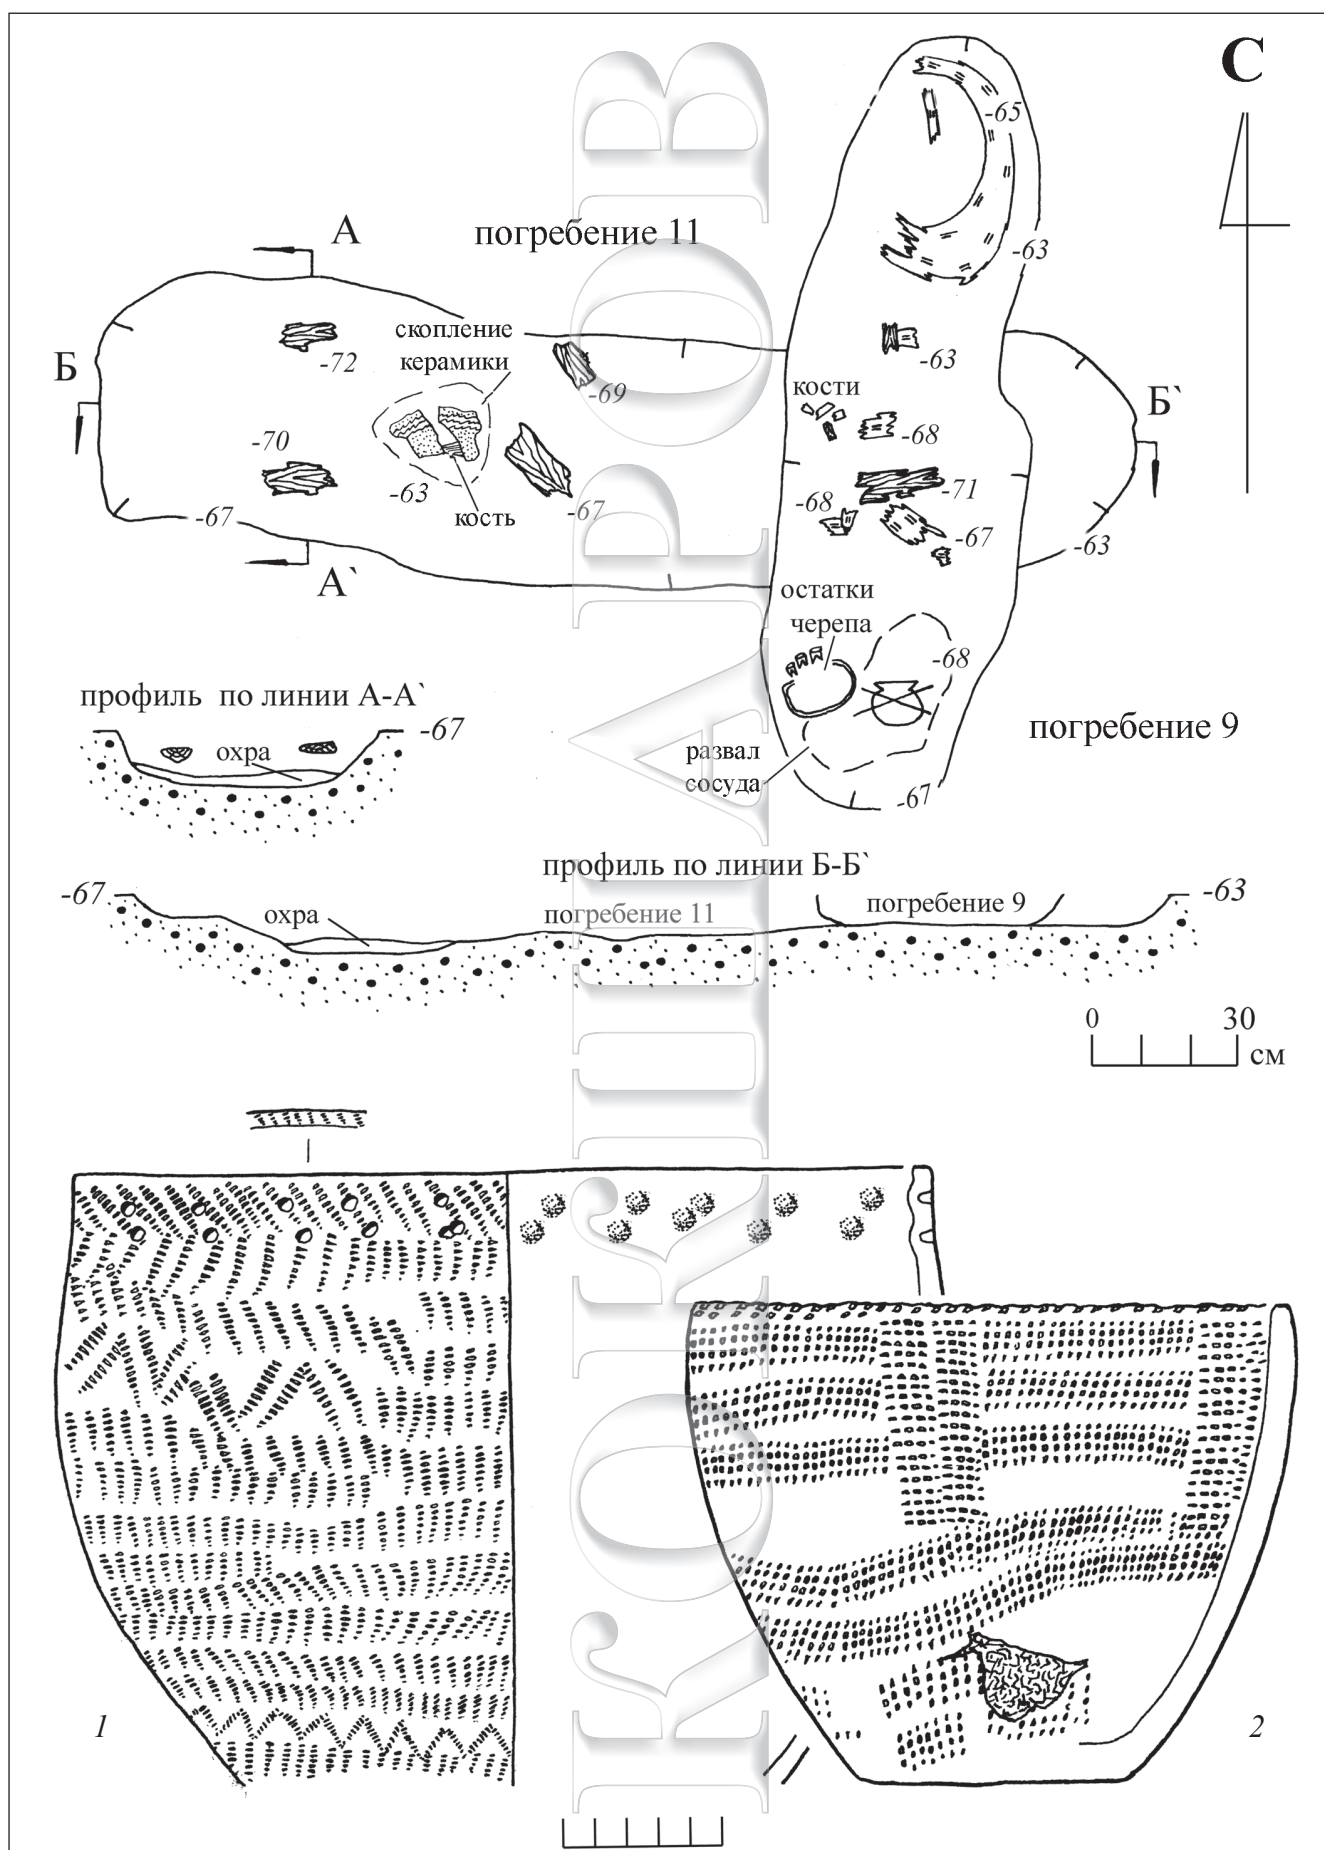 С
-65
А
погребение 11
-63
скопление
керамики
-72
-69
-63
Б
кости
Б`
-70
-68
-63
-68
-71
кость
-67
-67
-67
-63
А`
остатки
черепа
-68
профиль по линии А-А`
-67
охра
погребение 9
развал
сосуда
-67
профиль по линии Б-Б`
-67
охра
погребение 11
погребение 9
-63
0 30
см
1
2